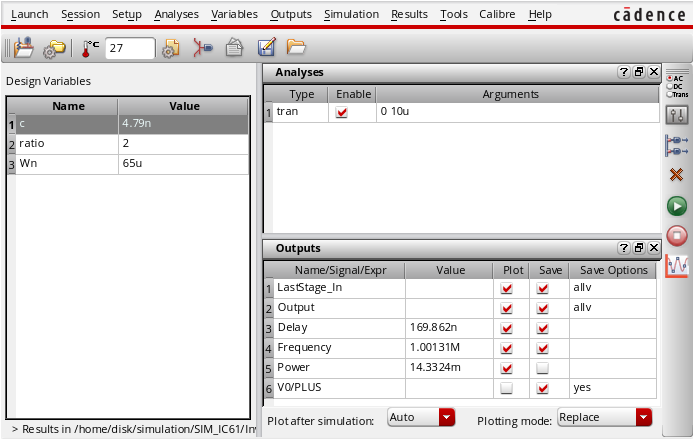 Launch Session Setup Analyses Variables Outputs Simulation Results Tools Calibre Help cādence
°C 27
Design Variables
Name Value
1 c 4.79n
2 ratio 2
3 Wn 65u
> Results in /home/disk/simulation/SIM_IC61/In
Analyses
Type Enable Arguments
1 tran 0 10u
Outputs
Name/Signal/Expr Value Plot Save Save Options
1 LastStage_In allv
2 Output allv
3 Delay 169.862n
4 Frequency 1.00131M
5 Power 14.3324m
6 V0/PLUS yes
Plot after simulation: Auto Plotting mode: Replace
AC
DC
Trans